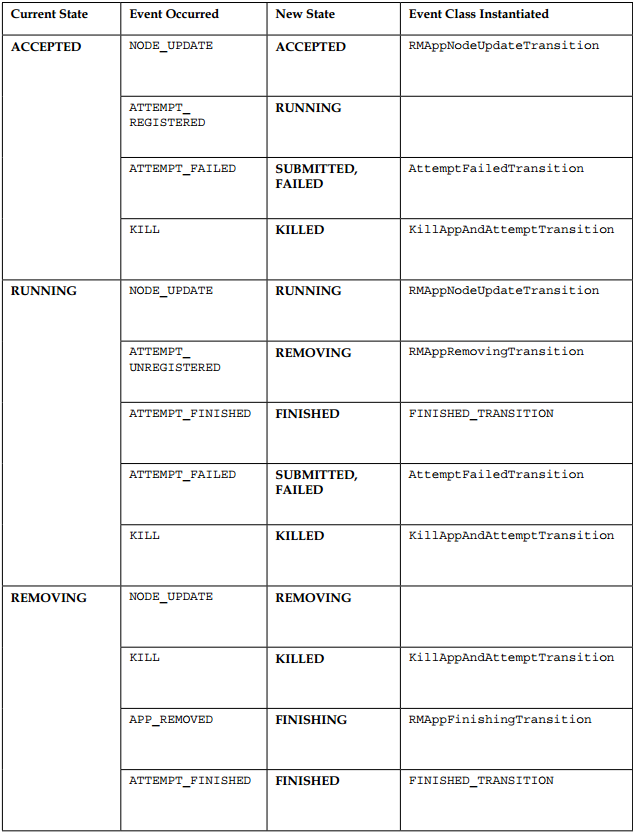 Current State Event Occurred New State Event Class Instantiated
ACCEPTED NODE_UPDATE ACCEPTED RMAppNodeUpdateTransition
ATTEMPT_ RUNNING
REGISTERED
ATTEMPT_FAILED SUBMITTED, AttemptFailedTransition
FAILED
KILL KILLED KillAppAndAttemptTransition
RUNNING NODE_UPDATE RUNNING RMAppNodeUpdateTransition
ATTEMPT_ REMOVING RMAppRemovingTransition
UNREGISTERED
ATTEMPT_FINISHED FINISHED FINISHED_TRANSITION
ATTEMPT_FAILED SUBMITTED, AttemptFailedTransition
FAILED
KILL KILLED KillAppAndAttemptTransition
REMOVING NODE_UPDATE REMOVING
KILL KILLED KillAppAndAttemptTransition
APP_REMOVED FINISHING RMAppFinishingTransition
ATTEMPT_FINISHED FINISHED FINISHED_TRANSITION